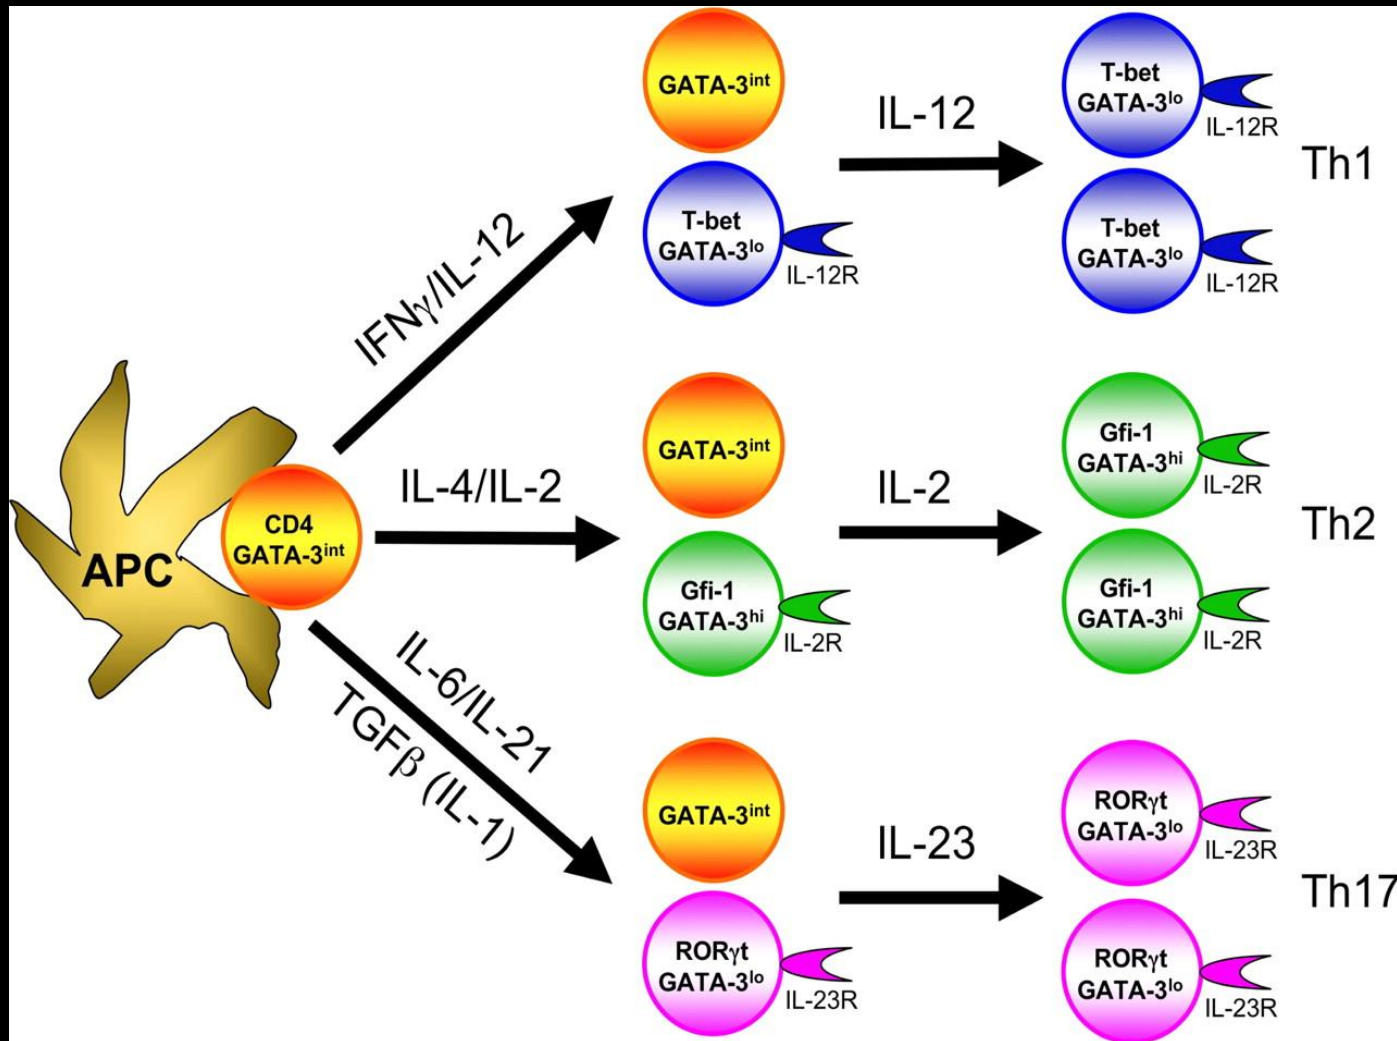 GATA-3int
T-bet
GATA-3lo
IL-12R
IL-12
T-bet
GATA-3lo
IL-12R
T-bet
GATA-3lo
IL-12R
Th1
IFNγ/IL-12
APC
CD4
GATA-3int
IL-4/IL-2
GATA-3int
Gfi-1
GATA-3hi
IL-2R
IL-2
Gfi-1
GATA-3hi
IL-2R
Gfi-1
GATA-3hi
IL-2R
Th2
IL-6/IL-21
TGFβ (IL-1)
GATA-3int
RORγt
GATA-3lo
IL-23R
IL-23
RORγt
GATA-3lo
IL-23R
RORγt
GATA-3lo
IL-23R
Th17